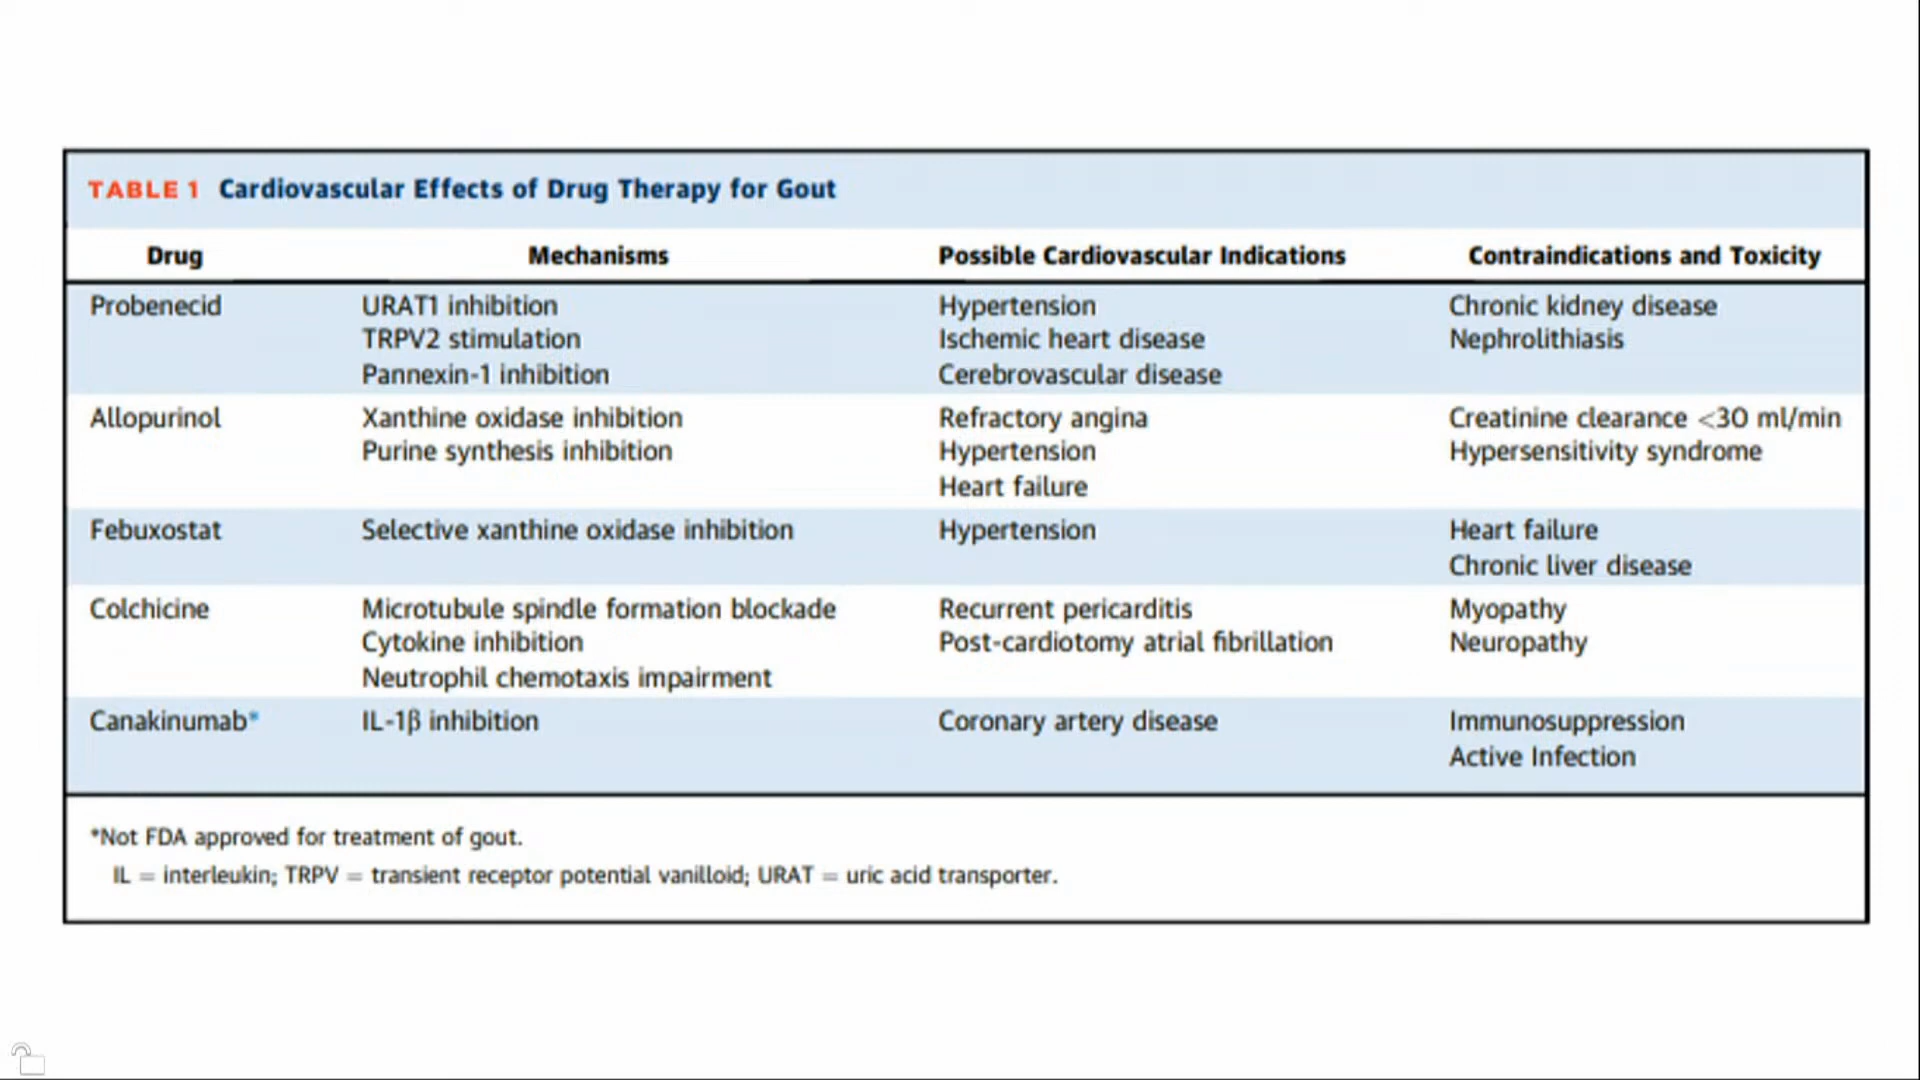 TABLE 1 Cardiovascular Effects of Drug Therapy for Gout
Drug Mechanisms Possible Cardiovascular Indications Contraindications and Toxicity
Probenecid URAT1 inhibition Hypertension Chronic kidney disease
TRPV2 stimulation Ischemic heart disease Nephrolithiasis
Pannexin-1 inhibition Cerebrovascular disease
Allopurinol Xanthine oxidase inhibition Refractory angina Creatinine clearance <30 ml/min
Purine synthesis inhibition Hypertension Hypersensitivity syndrome
Heart failure
Febuxostat Selective xanthine oxidase inhibition Hypertension Heart failure
Chronic liver disease
Colchicine Microtubule spindle formation blockade Recurrent pericarditis Myopathy
Cytokine inhibition Post-cardiotomy atrial fibrillation Neuropathy
Neutrophil chemotaxis impairment
Canakinumab* IL-1β inhibition Coronary artery disease Immunosuppression
Active Infection
*Not FDA approved for treatment of gout.
IL = interleukin; TRPV = transient receptor potential vanilloid; URAT = uric acid transporter.